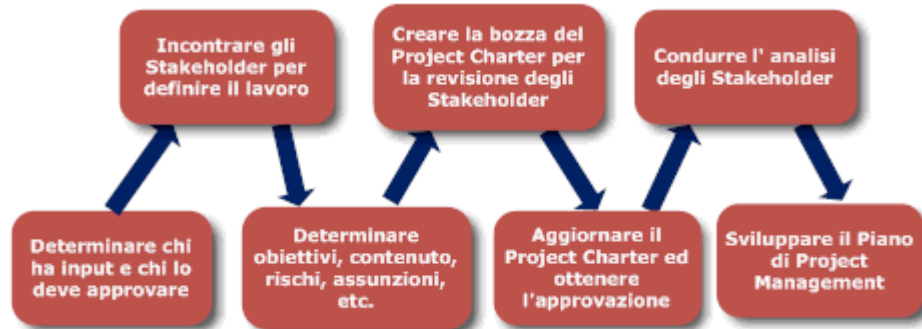 Determinare chi
ha input e chi lo
deve approvare
Incontrare gli
Stakeholder per
definire il lavoro
Determinare
obiettivi, contenuto,
rischi, assunzioni,
etc.
Creare la bozza del
Project Charter per
la revisione degli
Stakeholder
Aggiornare il
Project Charter ed
ottenere
l'approvazione
Condurre l' analisi
degli Stakeholder
Sviluppare il Piano
di Project
Management